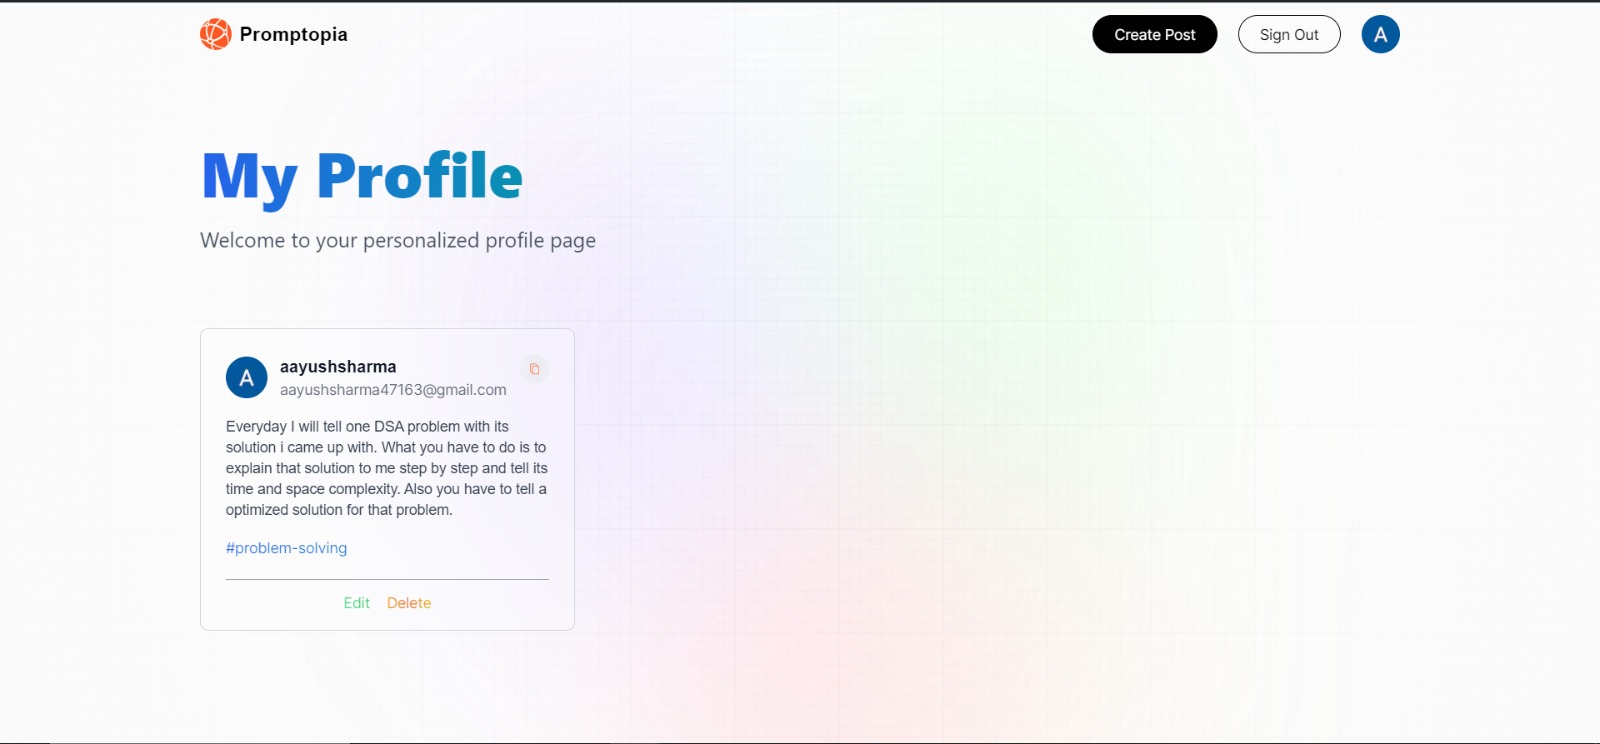 Promptopia
Create Post
Sign Out
A
My Profile
Welcome to your personalized profile page
A
aayushsharma
aayushsharma47163@gmail.com
Everyday I will tell one DSA problem with its
solution i came up with. What you have to do is to
explain that solution to me step by step and tell its
time and space complexity. Also you have to tell a
optimized solution for that problem.
#problem-solving
Edit Delete